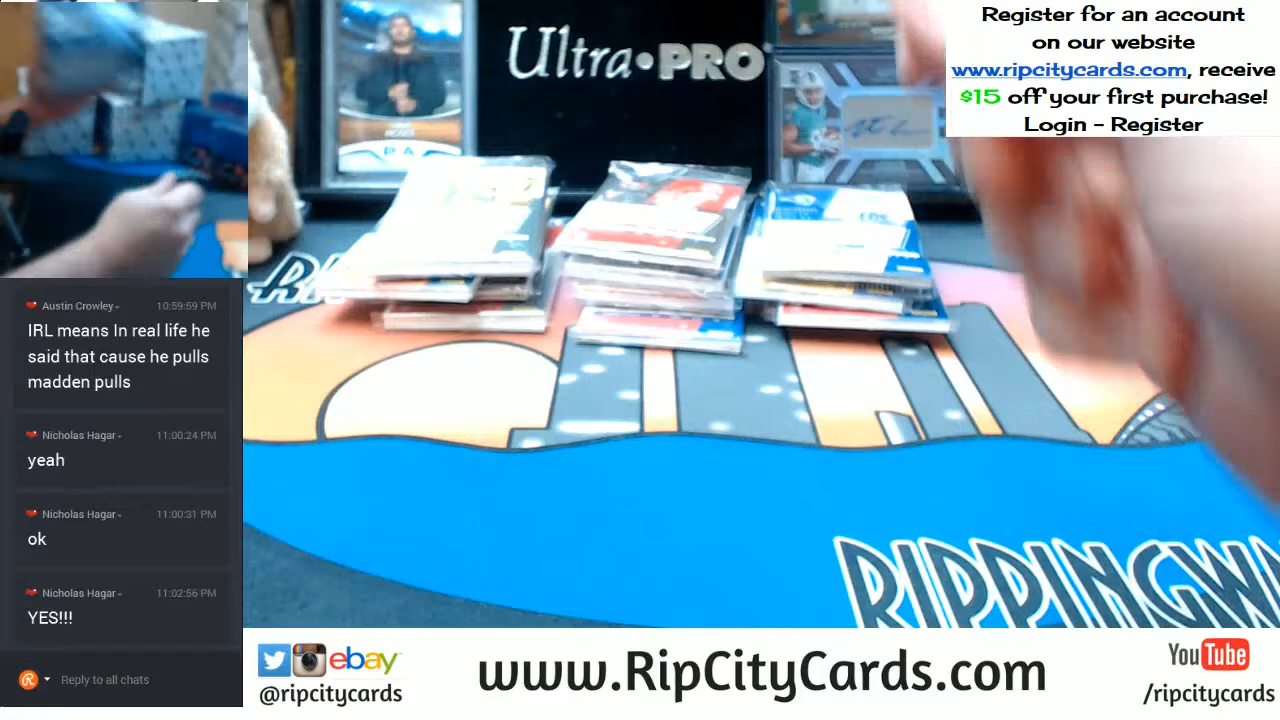 Register for an account
on our website
www.ripcitycards.com, receive
$15 off your first purchase!
Login - Register
Ultra•PRO
Austin Crowley
10:59:59 PM
IRL means In real life he
said that cause he pulls
madden pulls
Nicholas Hagar
11:00:24 PM
yeah
Nicholas Hagar
11:00:31 PM
ok
Nicholas Hagar
11:02:56 PM
YES!!!
Reply to all chats
RIPPINGW
ebay
@ripcitycards
www.RipCityCards.com
YouTube
/ripcitycards